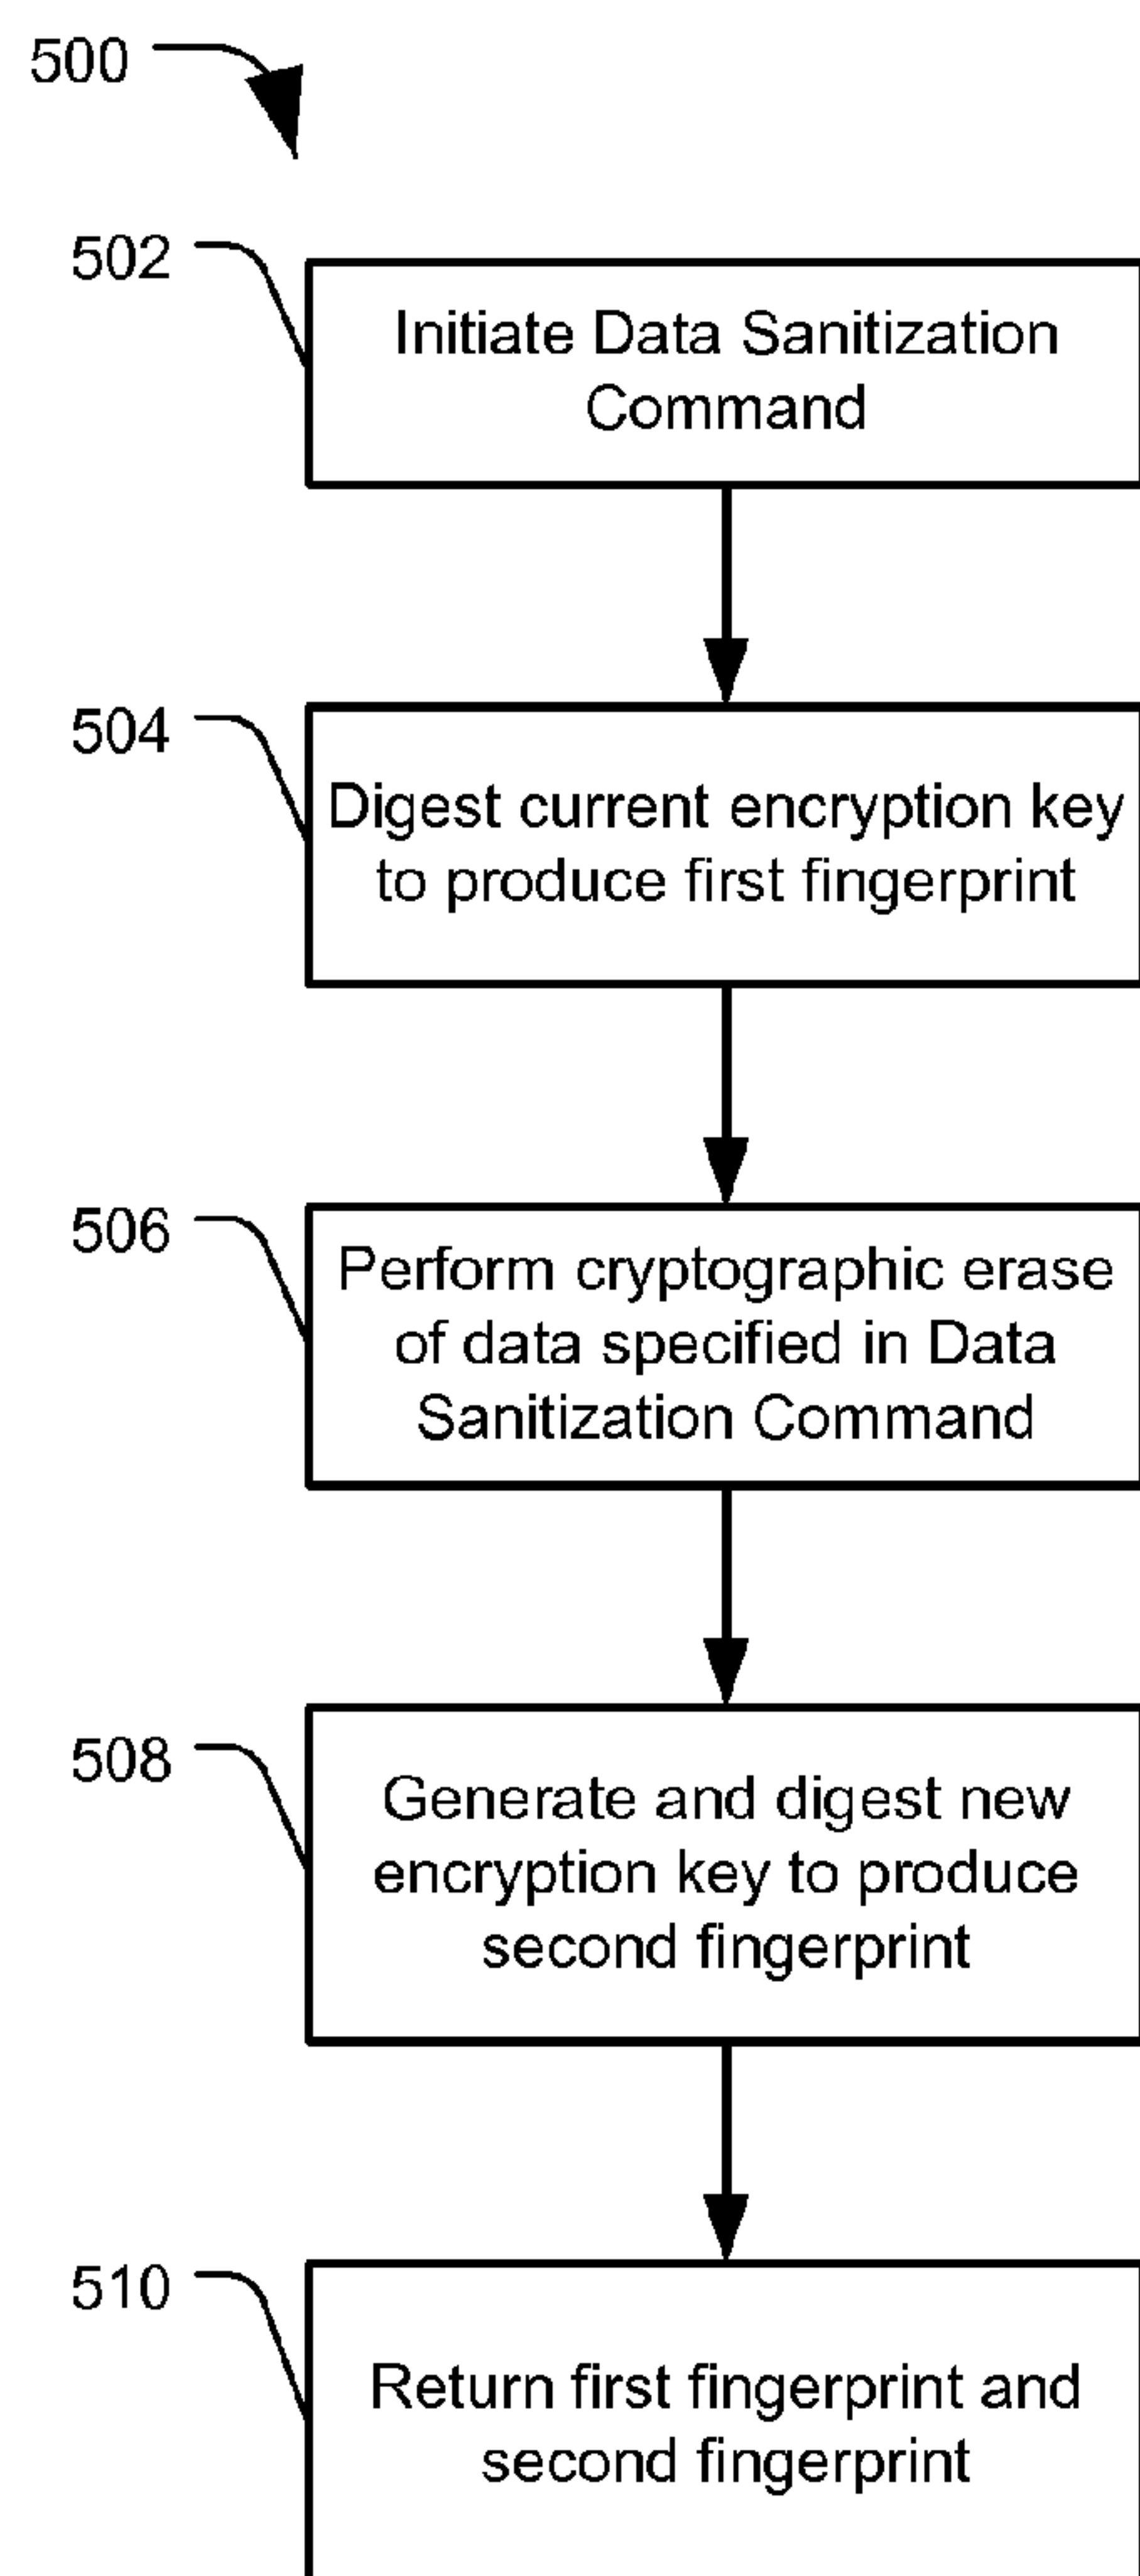 500
502
Initiate Data Sanitization
Command
504
Digest current encryption key
to produce first fingerprint
506
Perform cryptographic erase
of data specified in Data
Sanitization Command
508
Generate and digest new
encryption key to produce
second fingerprint
510
Return first fingerprint and
second fingerprint